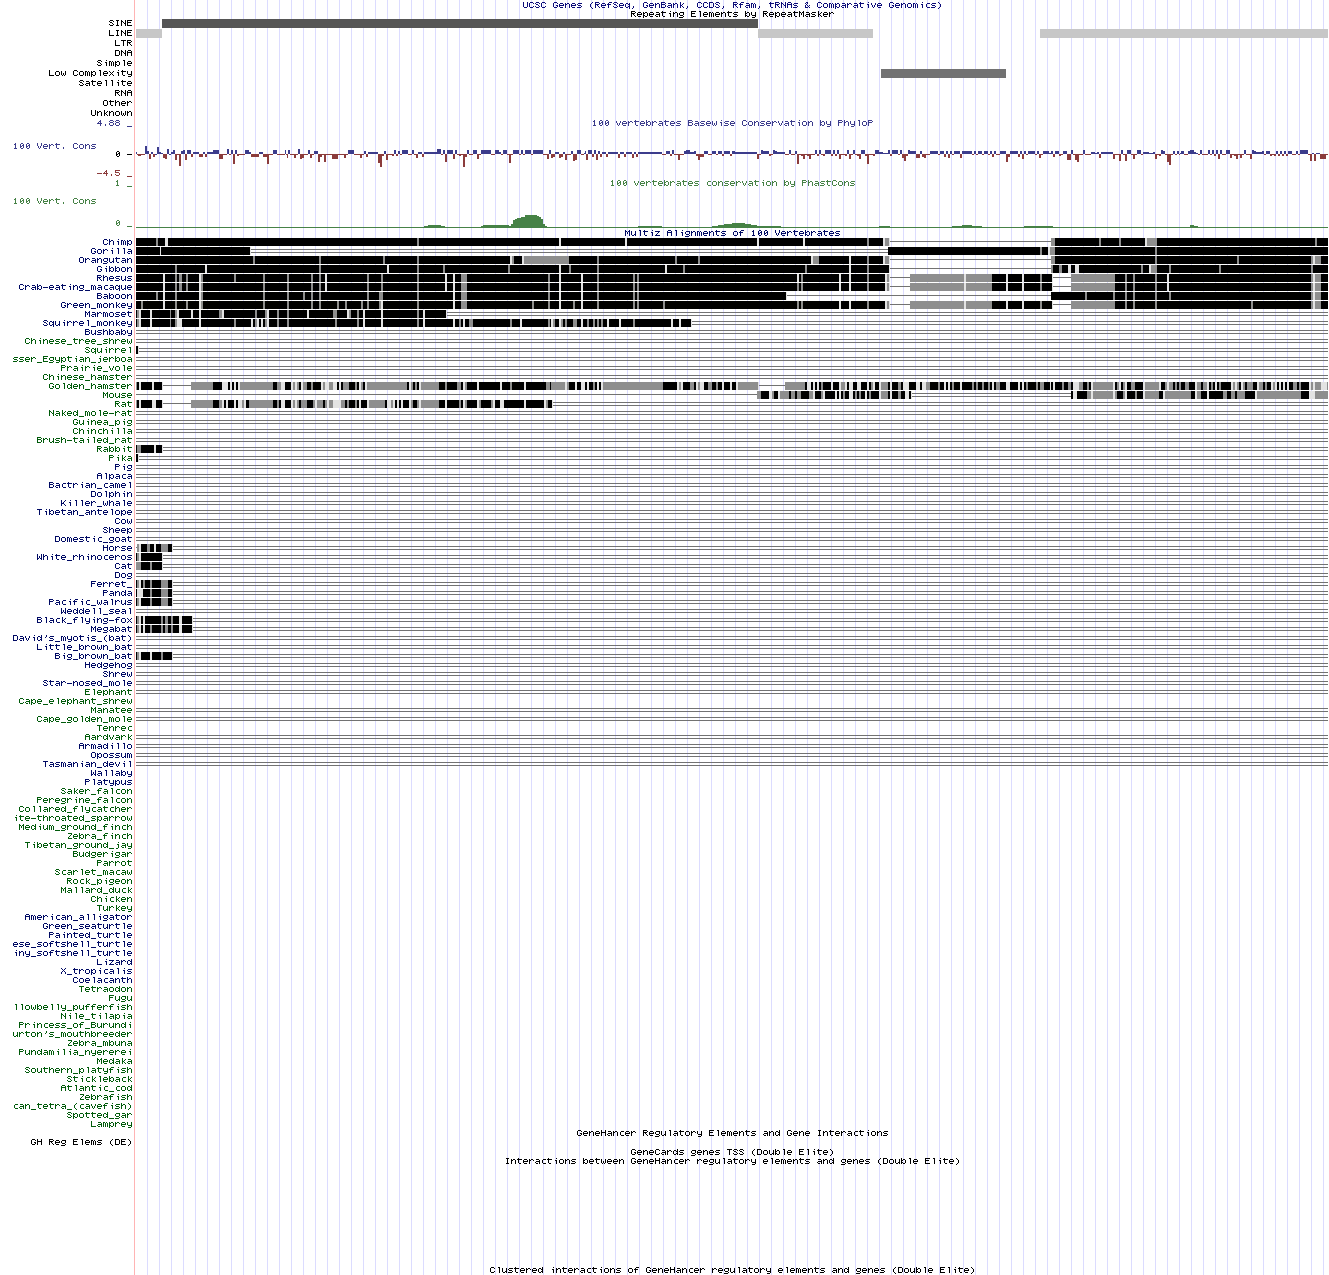 UCSC Genes (RefSeq, GenBank, CCDS, Rfam, tRNAs & Comparative Genomics)
Repeating Elements by RepeatMasker
SINE
LINE
LTR
DNA
Simple
Low Complexity
Satellite
RNA
Other
Unknown
4.88 _
100 vertebrates Basewise Conservation by PhyloP
100 Vert. Cons
0 _
-4.5 _
1 _
100 vertebrates conservation by PhastCons
100 Vert. Cons
0 _
Multiz Alignments of 100 Vertebrates
Chimp
Gorilla
Orangutan
Gibbon
Rhesus
Crab-eating_macaque
Baboon
Green_monkey
Marmoset
Squirrel_monkey
Bushbaby
Chinese_tree_shrew
Squirrel
sser_Egyptian_jerboa
Prairie_vole
Chinese_hamster
Golden_hamster
Mouse
Rat
Naked_mole-rat
Guinea_pig
Chinchilla
Brush-tailed_rat
Rabbit
Pika
Pig
Alpaca
Bactrian_camel
Dolphin
Killer_whale
Tibetan_antelope
Cow
Sheep
Domestic_goat
Horse
White_rhinoceros
Cat
Dog
Ferret_
Panda
Pacific_walrus
Weddell_seal
Black_flying-fox
Megabat
David's_myotis_(bat)
Little_brown_bat
Big_brown_bat
Hedgehog
Shrew
Star-nosed_mole
Elephant
Cape_elephant_shrew
Manatee
Cape_golden_mole
Tenrec
Aardvark
Armadillo
Opossum
Tasmanian_devil
Wallaby
Platypus
Saker_falcon
Peregrine_falcon
Collared_flycatcher
ite-throated_sparrow
Medium_ground_finch
Zebra_finch
Tibetan_ground_jay
Budgerigar
Parrot
Scarlet_macaw
Rock_pigeon
Mallard_duck
Chicken
Turkey
American_alligator
Green_seaturtle
Painted_turtle
ese_softshell_turtle
iny_softshell_turtle
Lizard
X_tropicalis
Coelacanth
Tetraodon
Fugu
llowbelly_pufferfish
Nile_tilapia
Princess_of_Burundi
urton's_mouthbreeder
Zebra_mbuna
Pundamilia_nyererei
Medaka
Southern_platyfish
Stickleback
Atlantic_cod
Zebrafish
can_tetra_(cavefish)
Spotted_gar
Lamprey
GeneHancer Regulatory Elements and Gene Interactions
GH Reg Elems (DE)
GeneCards genes TSS (Double Elite)
Interactions between GeneHancer regulatory elements and genes (Double Elite)
Clustered interactions of GeneHancer regulatory elements and genes (Double Elite)